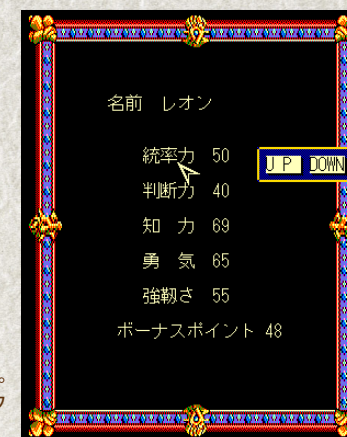 名前 レオン
統率力 50
UP DOWN
判断力 40
知 力 69
勇 気 65
強靱さ 55
ボーナスポイント 48